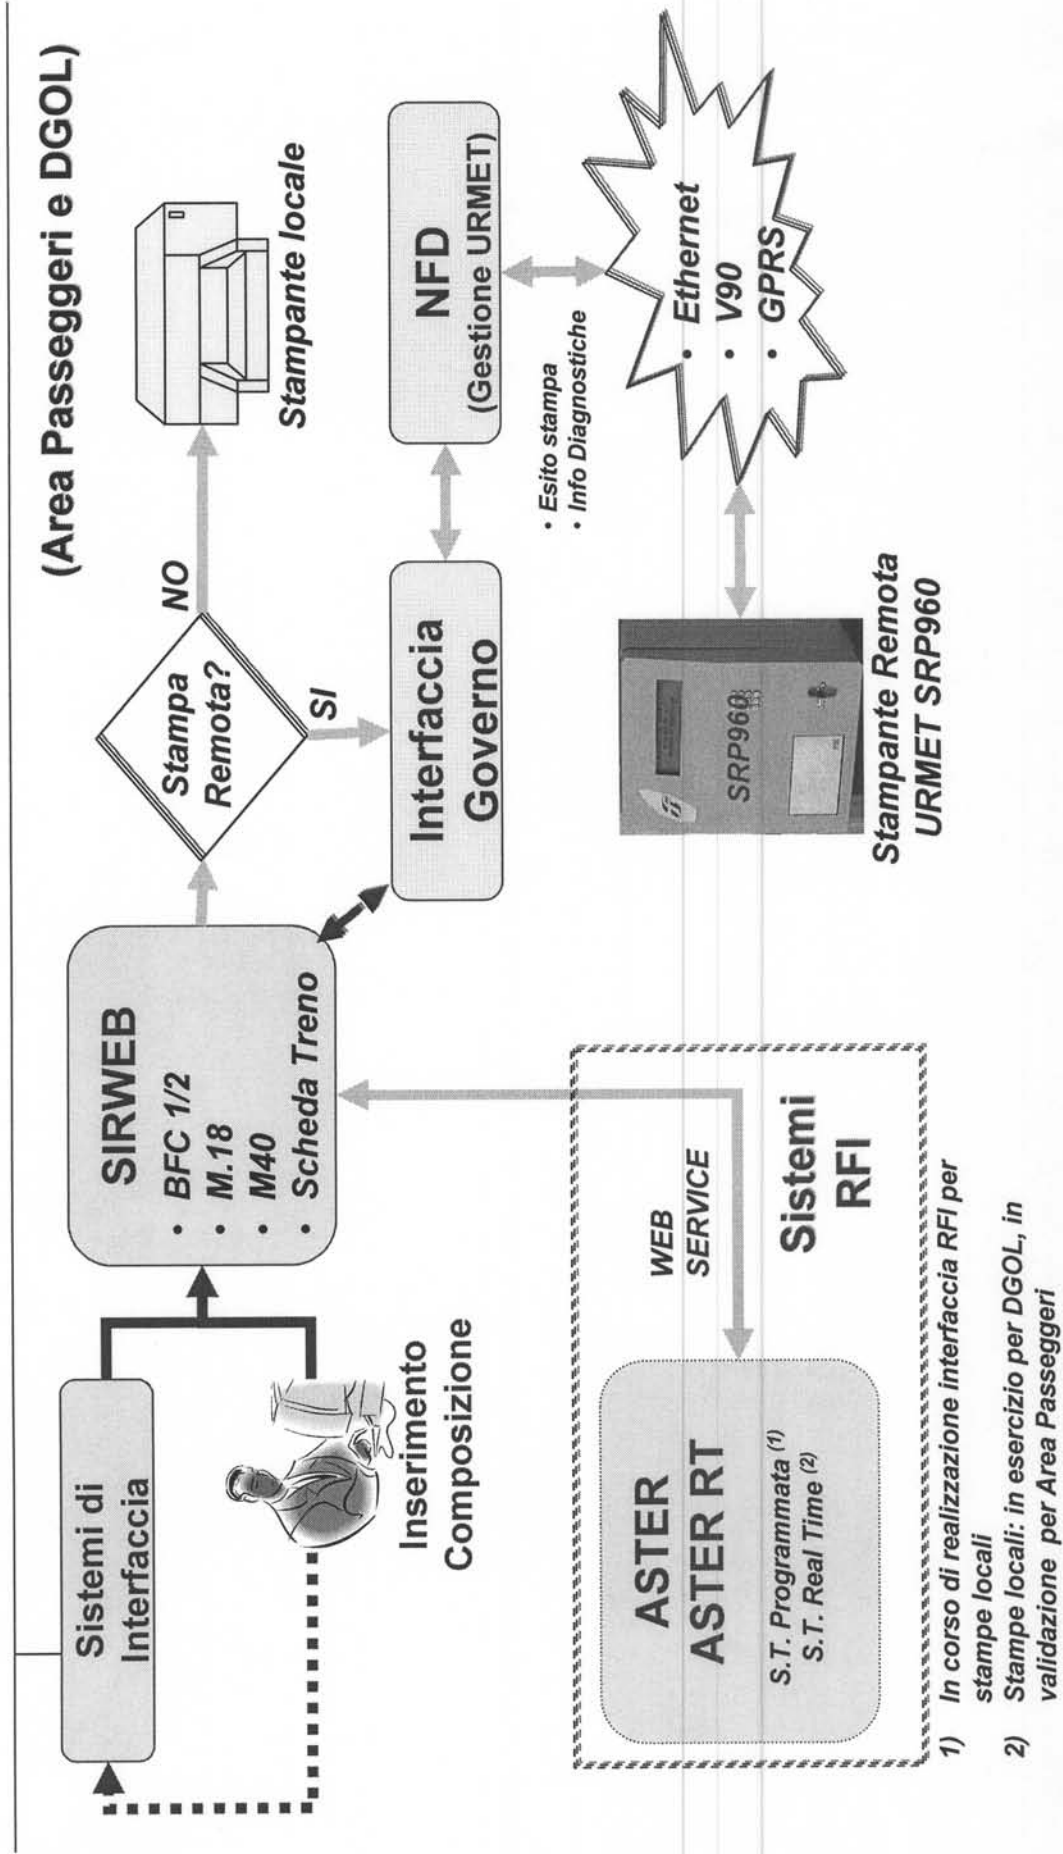 (Area Passeggeri e DGOL)
Sistemi di
Interfaccia
Inserimento
Composizione
SIRWEB
• BFC 1/2
• M.18
• M40
• Scheda Treno
Stampa
Remota?
NO
SI
Stampante locale
Interfaccia
Governo
NFD
(Gestione URMET)
• Esito stampa
• Info Diagnostiche
• Ethernet
• V90
• GPRS
SRP960
Stampante Remota
URMET SRP960
WEB
SERVICE
Sistemi
RFI
ASTER
ASTER RT
S.T. Programmata (1)
S.T. Real Time (2)
1) In corso di realizzazione interfaccia RFI per
stampe locali
2) Stampe locali: in esercizio per DGOL, in
validazione per Area Passeggeri